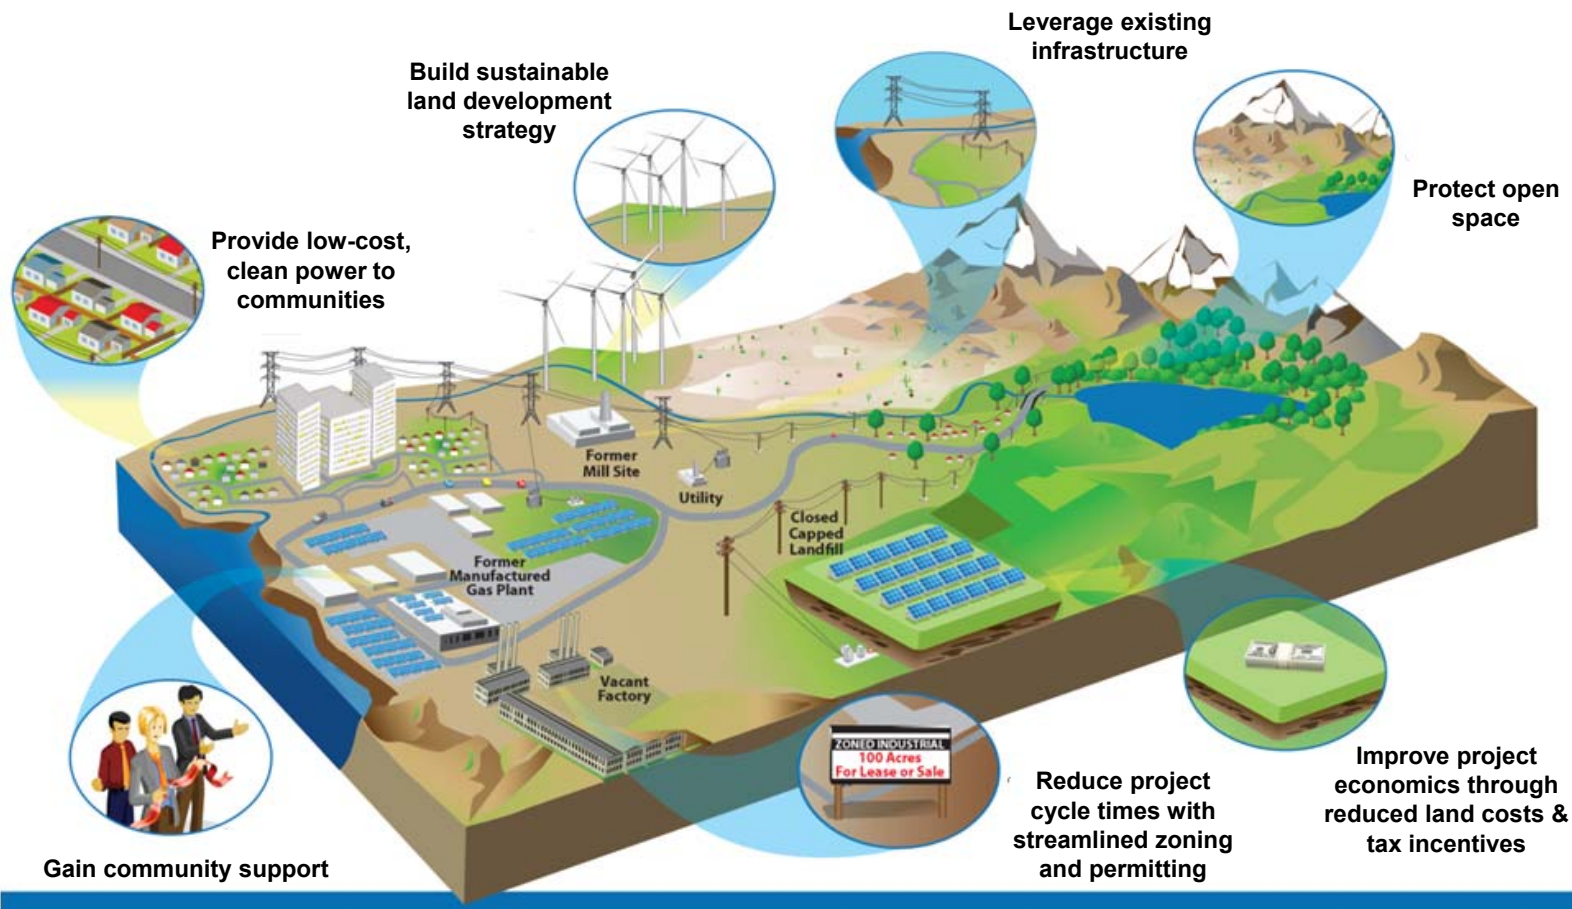 Leverage existing
infrastructure
Build sustainable
land development
strategy
Protect open
space
Provide low-cost,
clean power to
communities
Former
Mill Site
Utility
Closed
Capped
Landfill
Former
Manufactured
Gas Plant
Vacant
Factory
ZONED INDUSTRIAL
100 Acres
For Lease or Sale
Reduce project
cycle times with
streamlined zoning
and permitting
Improve project
economics through
reduced land costs &
tax incentives
Gain community support